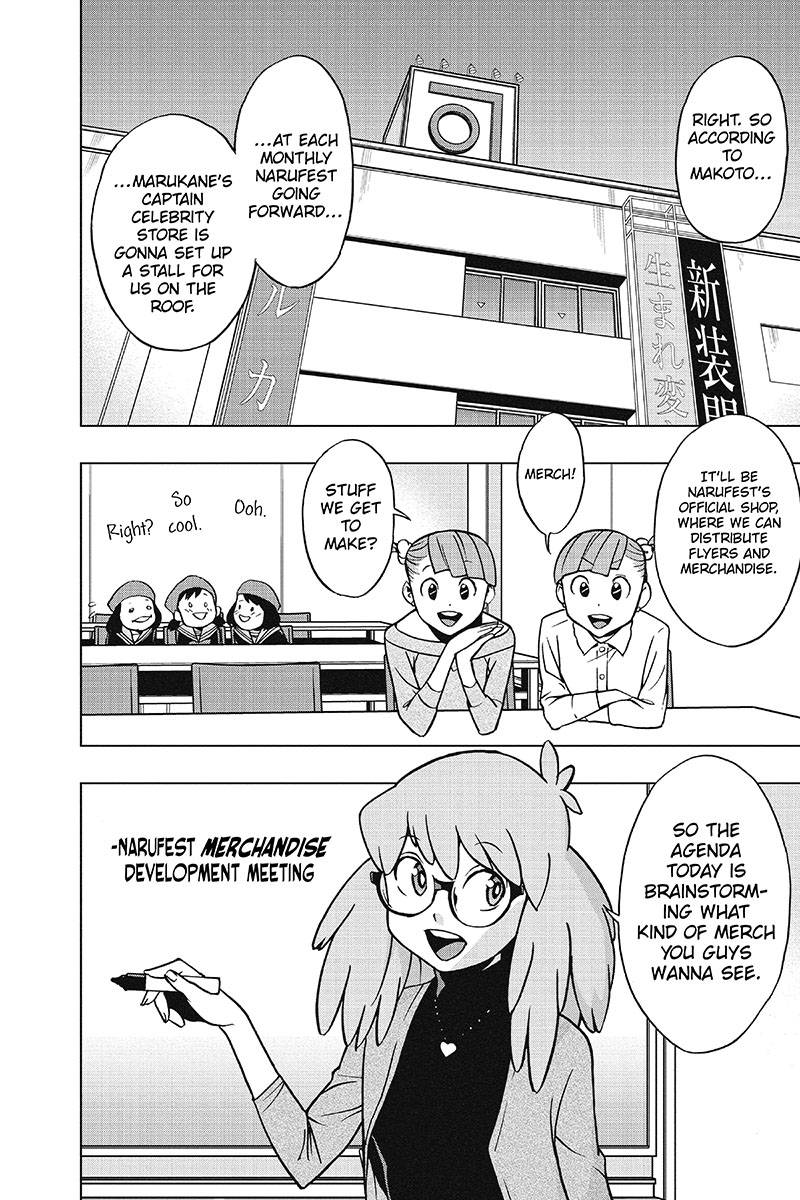 RIGHT. SO
ACCORDING
TO
MAKOTO...
...AT EACH
MONTHLY
NARUFEST
GOING
FORWARD...
...MARUKANE'S
CAPTAIN
CELEBRITY
STORE IS
GONNA SET UP
A STALL FOR
US ON THE
ROOF.
新装開
生まれ変
ルカ
IT'LL BE
NARUFEST'S
OFFICIAL SHOP,
WHERE WE CAN
DISTRIBUTE
FLYERS AND
MERCHANDISE.
MERCH!
STUFF
WE GET
TO
MAKE?
Ooh.
So
cool.
Right?
SO THE
AGENDA
TODAY IS
BRAINSTORM-
ING WHAT
KIND OF MERCH
YOU GUYS
WANNA SEE.
-NARUFEST MERCHANDISE
DEVELOPMENT MEETING